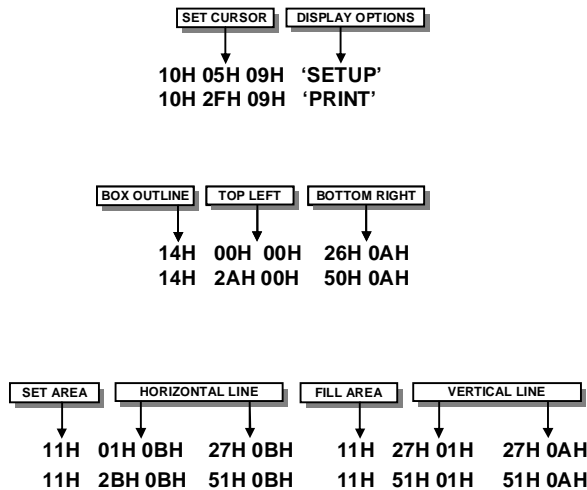 SET CURSOR DISPLAY OPTIONS
10H 05H 09H ‘SETUP’
10H 2FH 09H ‘PRINT’
BOX OUTLINE TOP LEFT BOTTOM RIGHT
14H 00H 00H 26H 0AH
14H 2AH 00H 50H 0AH
SET AREA HORIZONTAL LINE FILL AREA VERTICAL LINE
11H 01H 0BH 27H 0BH 11H 27H 01H 27H 0AH
11H 2BH 0BH 51H 0BH 11H 51H 01H 51H 0AH